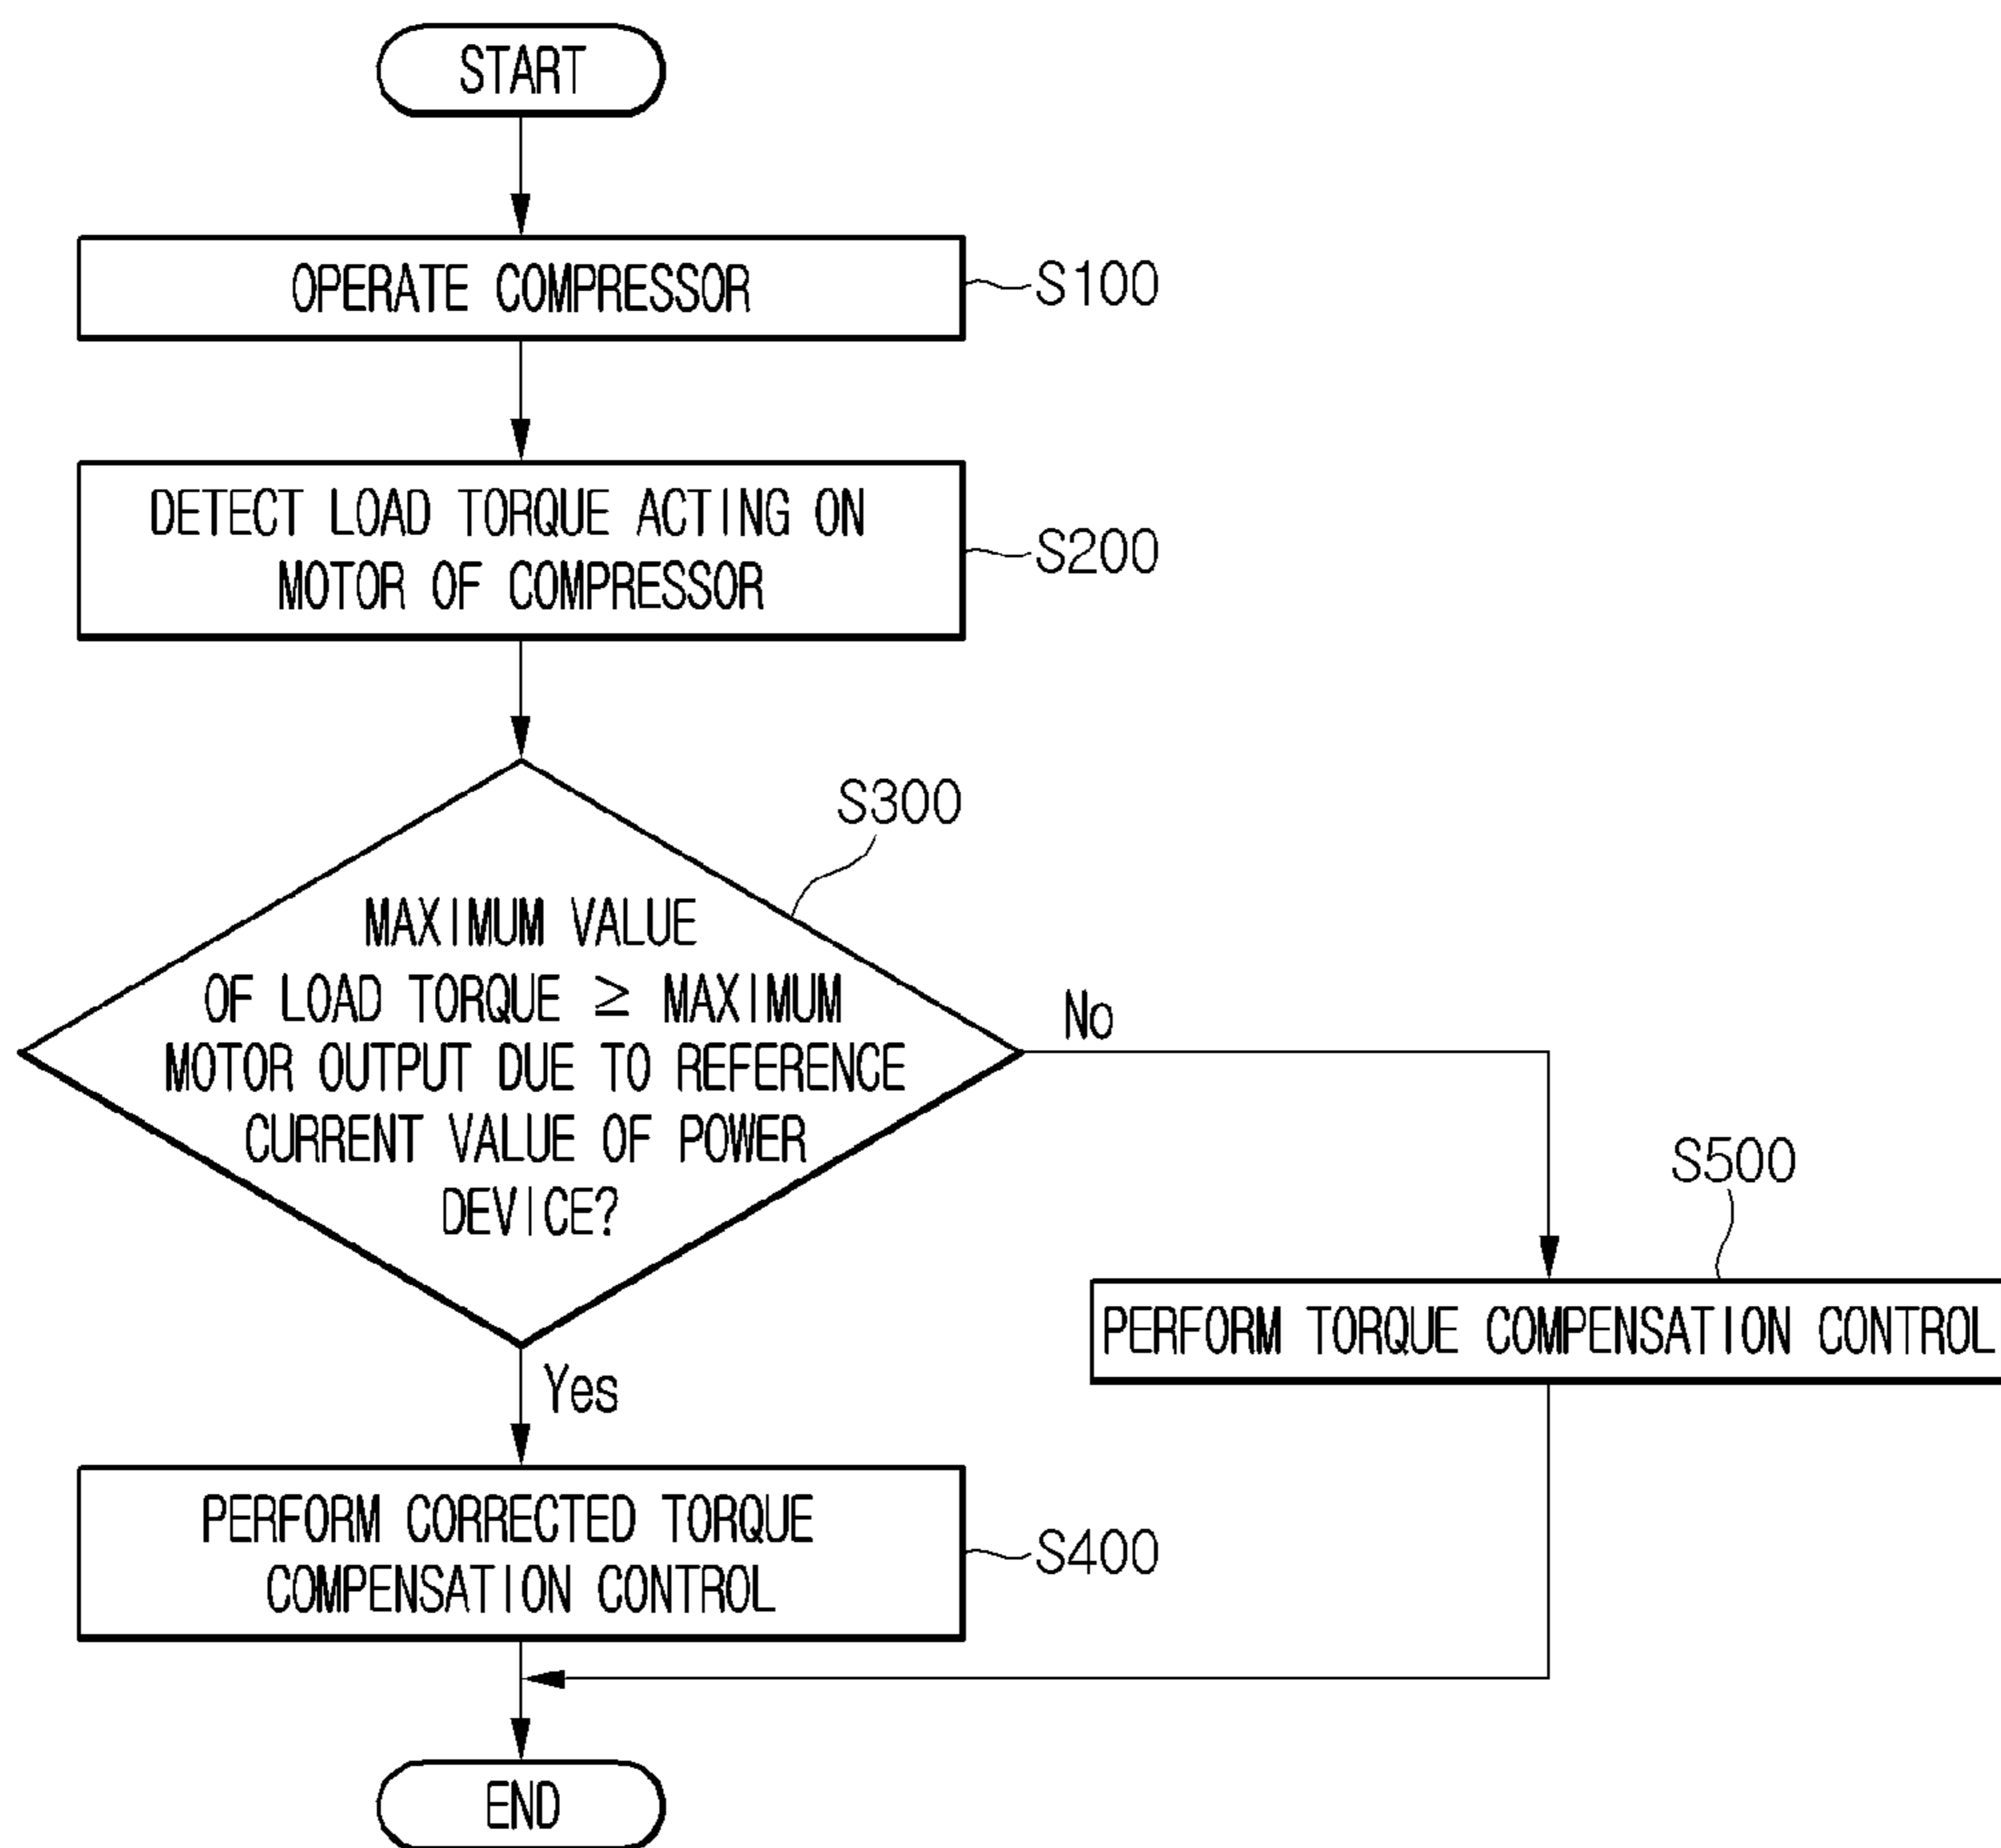 START
OPERATE COMPRESSOR
S100
DETECT LOAD TORQUE ACTING ON
MOTOR OF COMPRESSOR
S200
S300
MAXIMUM VALUE
OF LOAD TORQUE ≥ MAXIMUM
MOTOR OUTPUT DUE TO REFERENCE
CURRENT VALUE OF POWER
DEVICE?
No
S500
PERFORM TORQUE COMPENSATION CONTROL
Yes
PERFORM CORRECTED TORQUE
COMPENSATION CONTROL
S400
END